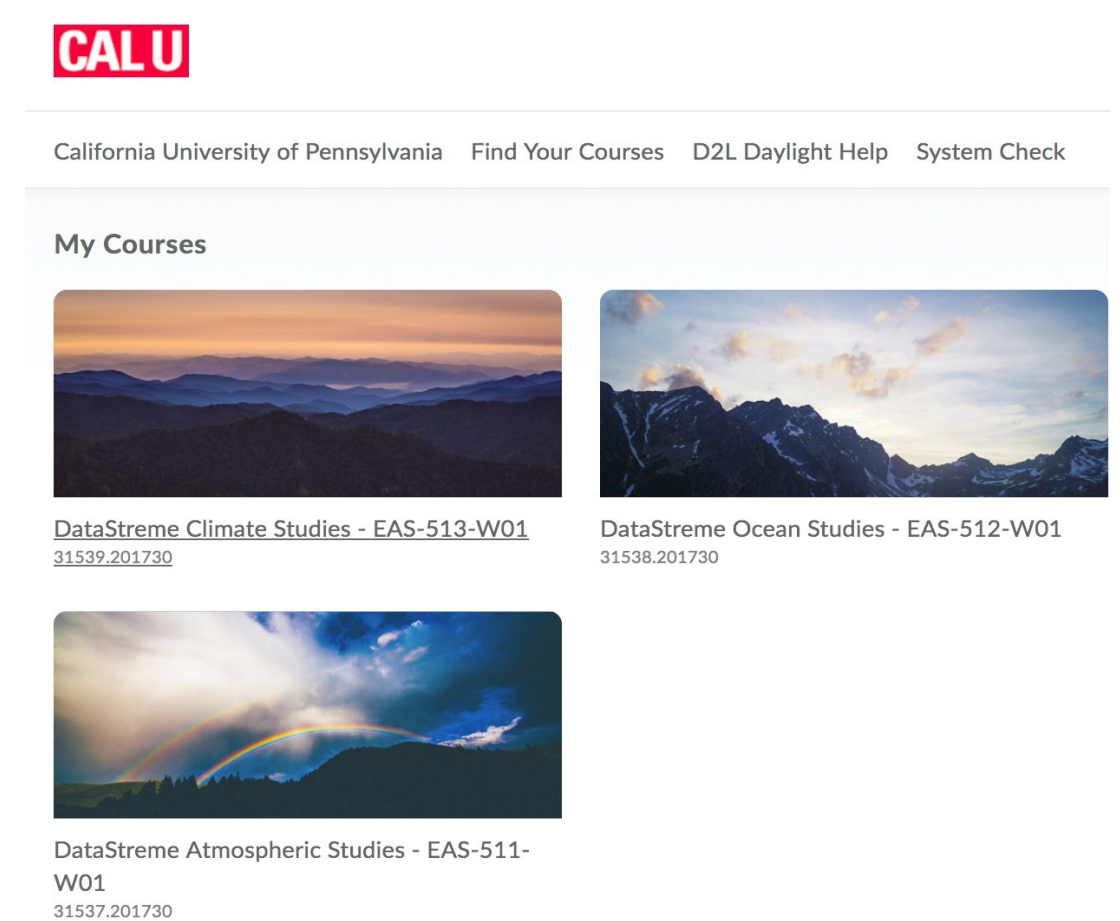 CAL U
California University of Pennsylvania Find Your Courses D2L Daylight Help System Check
My Courses
DataStreme Climate Studies - EAS-513-W01
31539.201730
DataStreme Ocean Studies - EAS-512-W01
31538.201730
DataStreme Atmospheric Studies - EAS-511-
W01
31537.201730